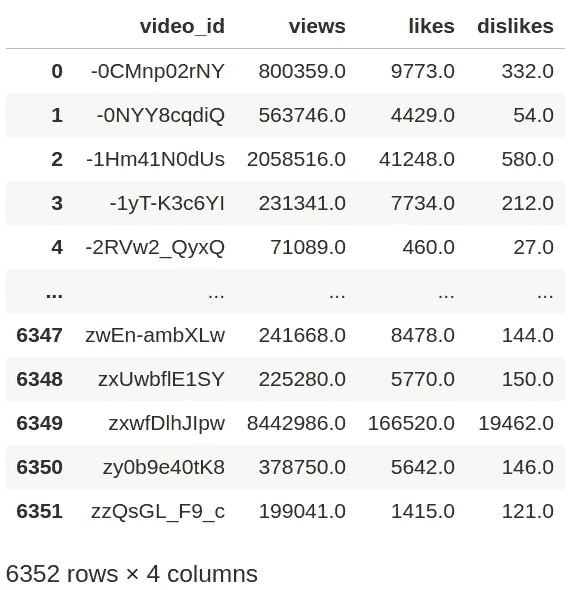 video_id views likes dislikes
0 -0CMnp02rNY 800359.0 9773.0 332.0
1 -0NYY8cqdiQ 563746.0 4429.0 54.0
2 -1Hm41N0dUs 2058516.0 41248.0 580.0
3 -1yT-K3c6YI 231341.0 7734.0 212.0
4 -2RVw2_QyxQ 71089.0 460.0 27.0
... ... ... ... ...
6347 zwEn-ambXLw 241668.0 8478.0 144.0
6348 zxUwbflE1SY 225280.0 5770.0 150.0
6349 zxwfDlhJIpw 8442986.0 166520.0 19462.0
6350 zy0b9e40tK8 378750.0 5642.0 146.0
6351 zzQsGL_F9_c 199041.0 1415.0 121.0
6352 rows × 4 columns